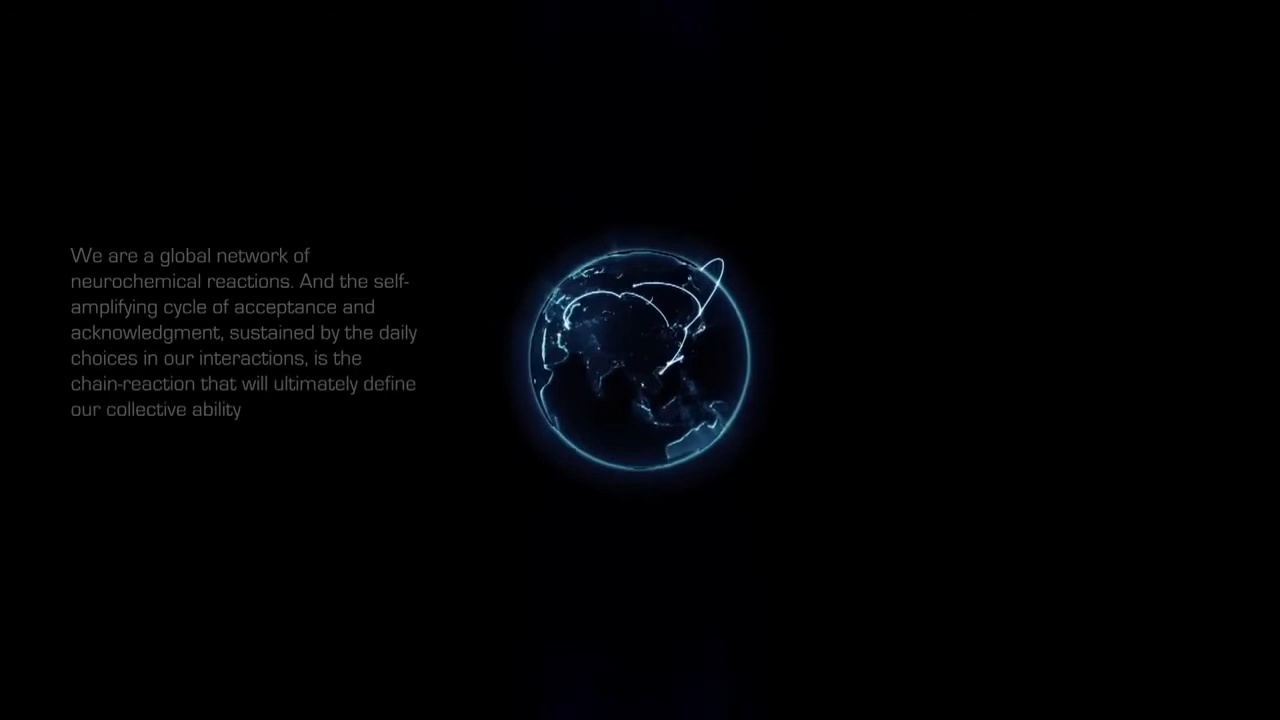 We are a global network of
neurochemical reactions. And the self-
amplifying cycle of acceptance and
acknowledgment, sustained by the daily
choices in our interactions, is the
chain-reaction that will ultimately define
our collective ability